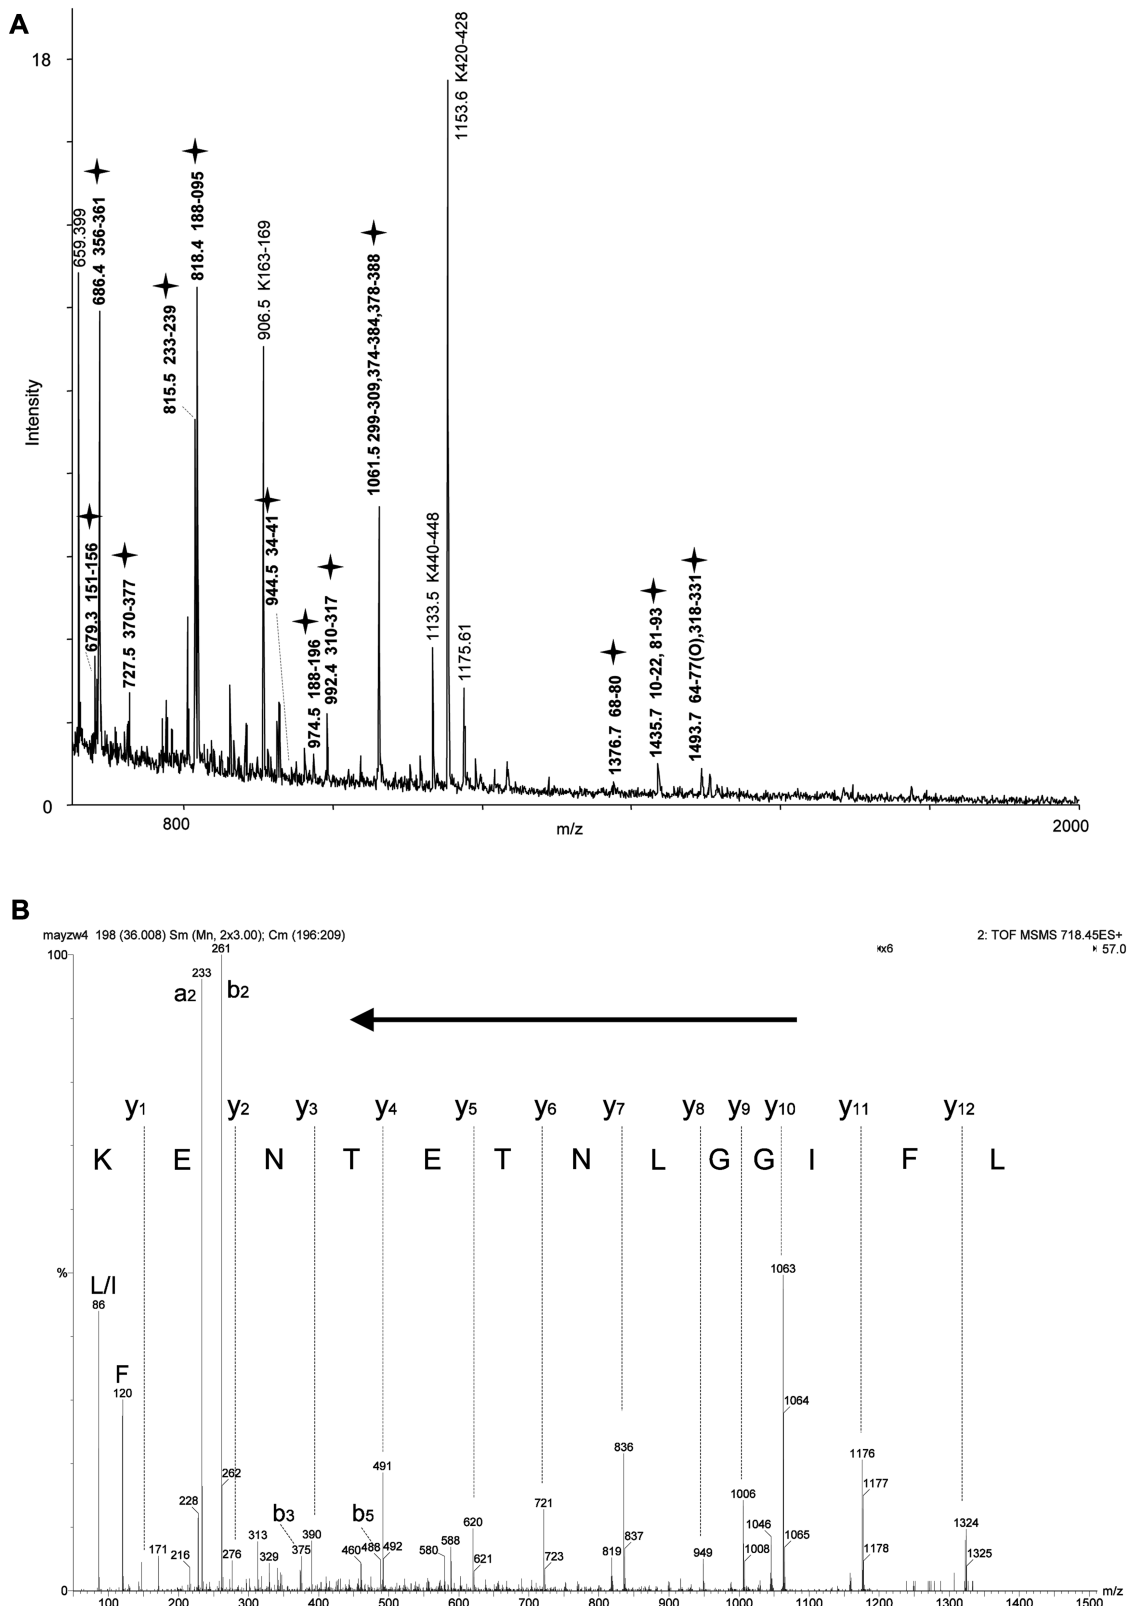 A
18
Intensity
0
800
m/z
2000
659.399
686.4 356-361
679.3 151-156
727.5 370-377
815.5 233-239
818.4 188-095
906.5 K163-169
944.5 34-41
974.5 188-196
992.4 310-317
1061.5 299-309,374-384,378-388
1133.5 K440-448
1153.6 K420-428
1175.61
1376.7 68-80
1435.7 10-22, 81-93
1493.7 64-77(O),318-331
B
mayzw4 198 (36.008) Sm (Mn, 2x3.00); Cm (196:209)
2: TOF MSMS 718.45ES+
x6
57.0
100
261
233
a2
b2
y1 y2 y3 y4 y5 y6 y7 y8 y9 y10 y11 y12
K E N T E T N L G G I F L
%
L/I
86
F
120
1063
1064
836
1176
491
1177
262
228
721
1006
b3
b5
620
1324
313
390
837
1046
1065
171
216
276
329
375
460
488
492
580
588
621
723
819
949
1008
1178
1325
0
0 100 200 300 400 500 600 700 800 900 1000 1100 1200 1300 1400 1500
m/z